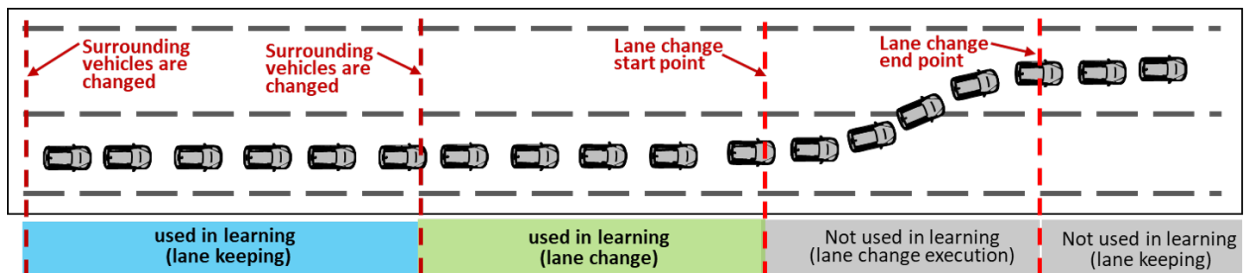 Surrounding
vehicles are
changed
Surrounding
vehicles are
changed
Lane change
start point
Lane change
end point
used in learning
(lane keeping)
used in learning
(lane change)
Not used in learning
(lane change execution)
Not used in learning
(lane keeping)